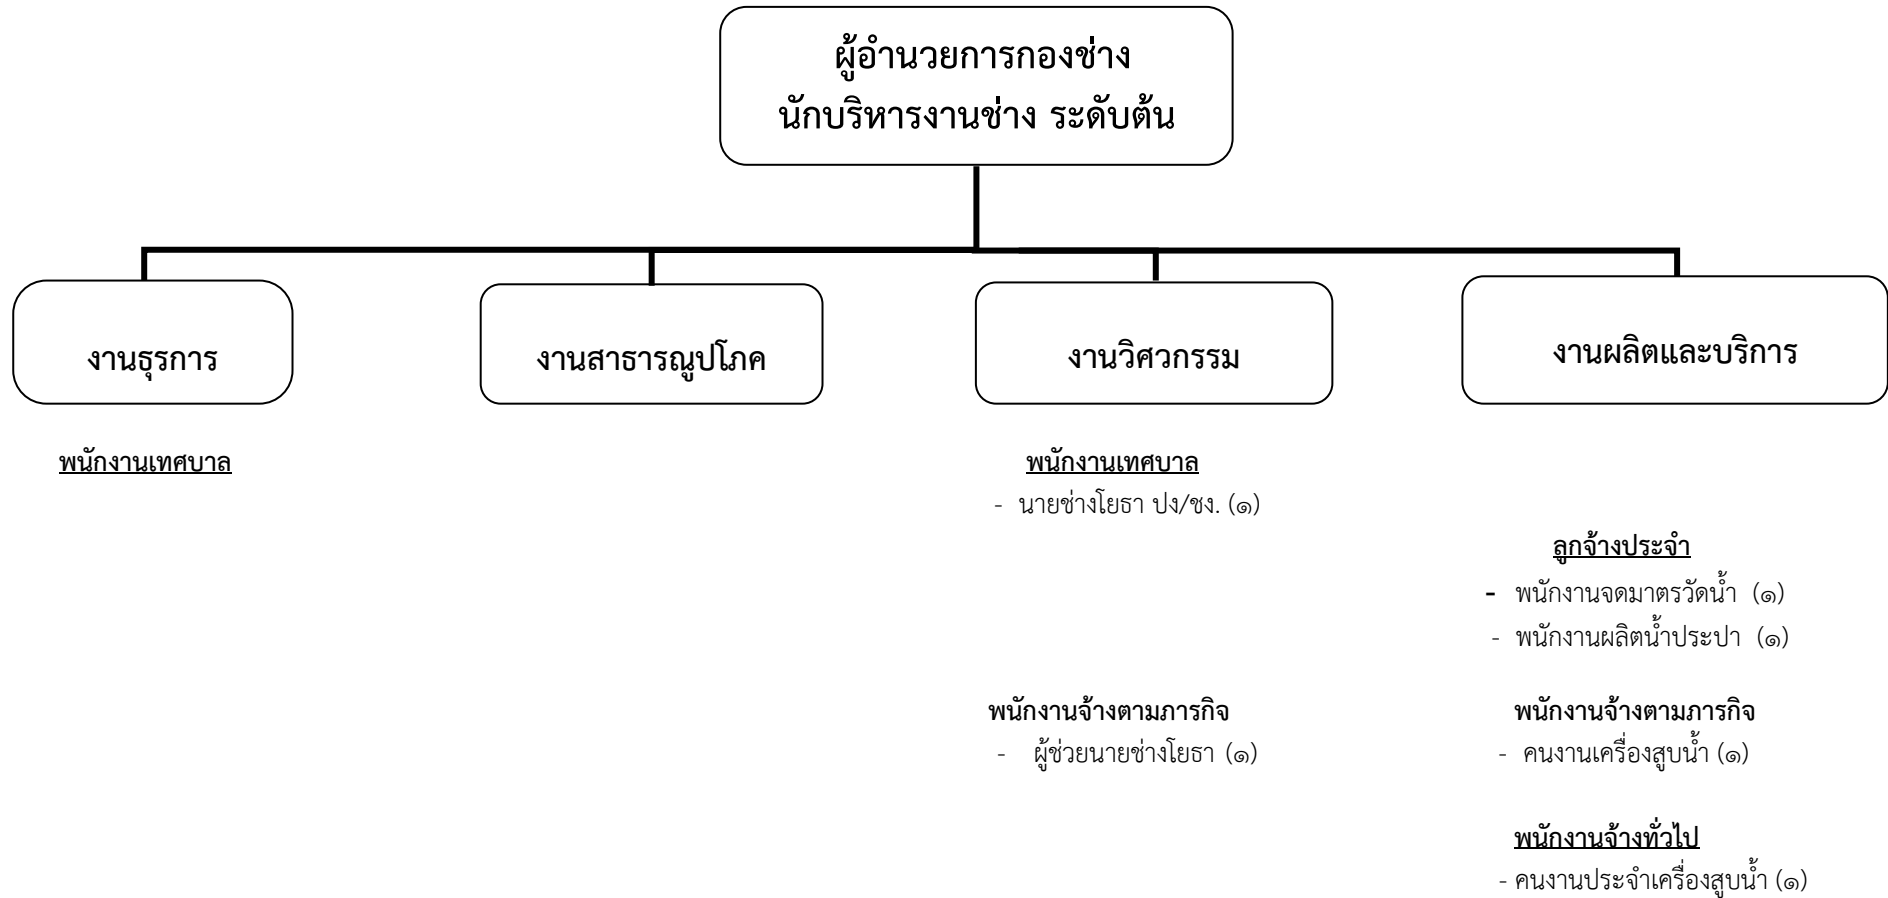 ผู้อำนวยการกองช่าง
นักบริหารงานช่าง ระดับต้น
งานธุรการ
งานสาธารณูปโภค
งานวิศวกรรม
งานผลิตและบริการ
พนักงานเทศบาล
พนักงานเทศบาล
- นายช่างโยธา ปง/ชง. (๑)
ลูกจ้างประจำ
- พนักงานจดมาตรวัดน้ำ (๑)
- พนักงานผลิตน้ำประปา (๑)
พนักงานจ้างตามภารกิจ
- ผู้ช่วยนายช่างโยธา (๑)
พนักงานจ้างตามภารกิจ
- คนงานเครื่องสูบน้ำ (๑)
พนักงานจ้างทั่วไป
- คนงานประจำเครื่องสูบน้ำ (๑)